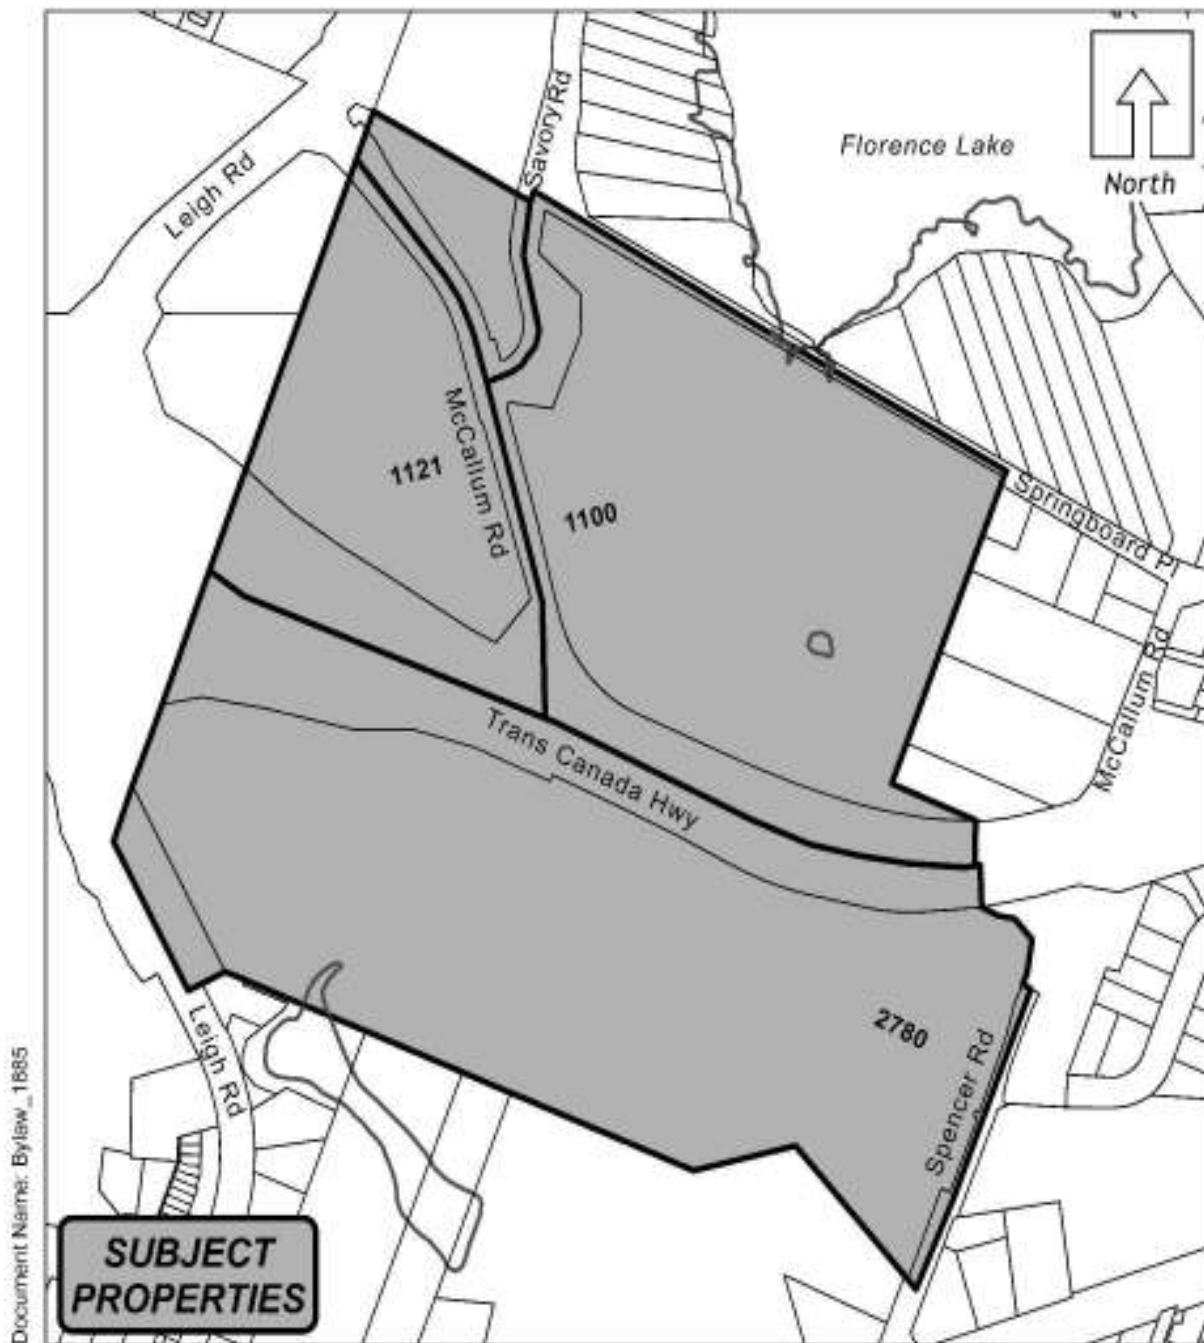 Savory Rd
Florence Lake
North
Leigh Rd
McCallum Rd
1121
1100
Springboard Pl
McCallum Rd
Trans Canada Hwy
2780
Spencer Rd
Leigh Rd
SUBJECT
PROPERTIES
Document Name: Bylaw_1885